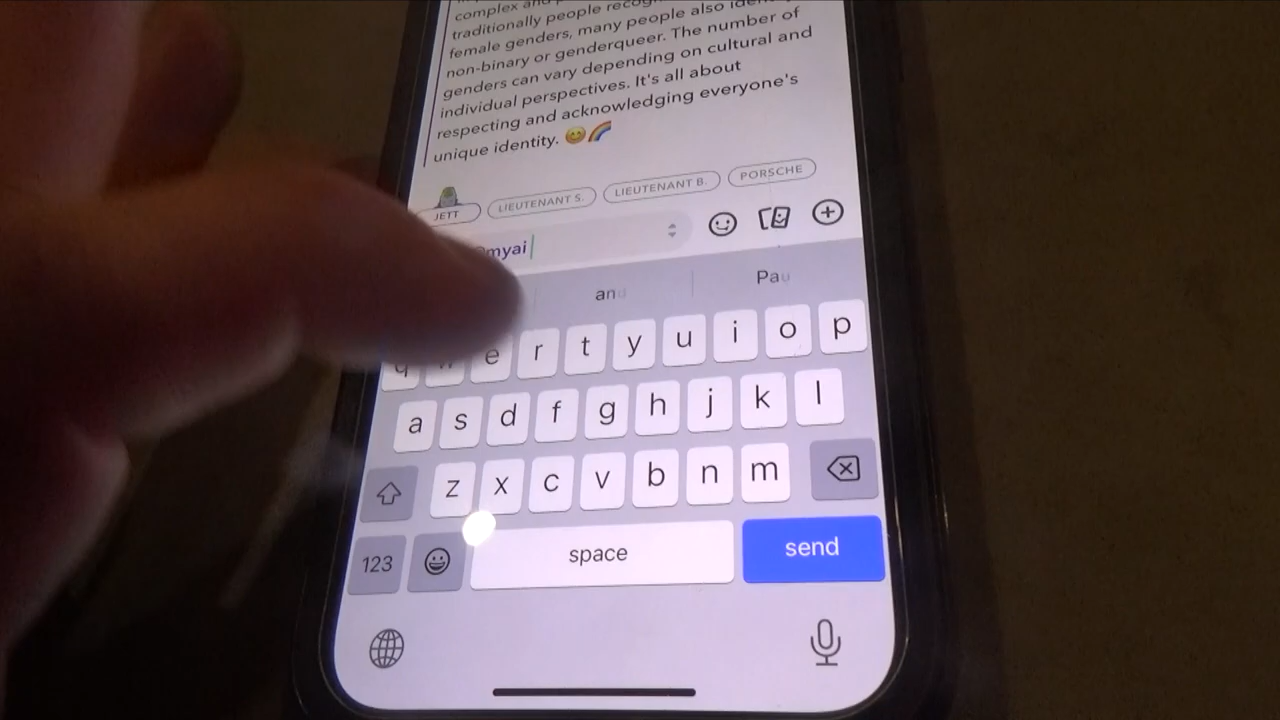 complex and
traditionally people
female genders, many people also
non-binary or genderqueer. The number of
genders can vary depending on cultural and
individual perspectives. It's all about
respecting and acknowledging everyone's
unique identity. 😊🌈
JETT LIEUTENANT S. LIEUTENANT B. PORSCHE
@myai
and Pau
q w e r t y u i o p
a s d f g h j k l
z x c v b n m
123 space send